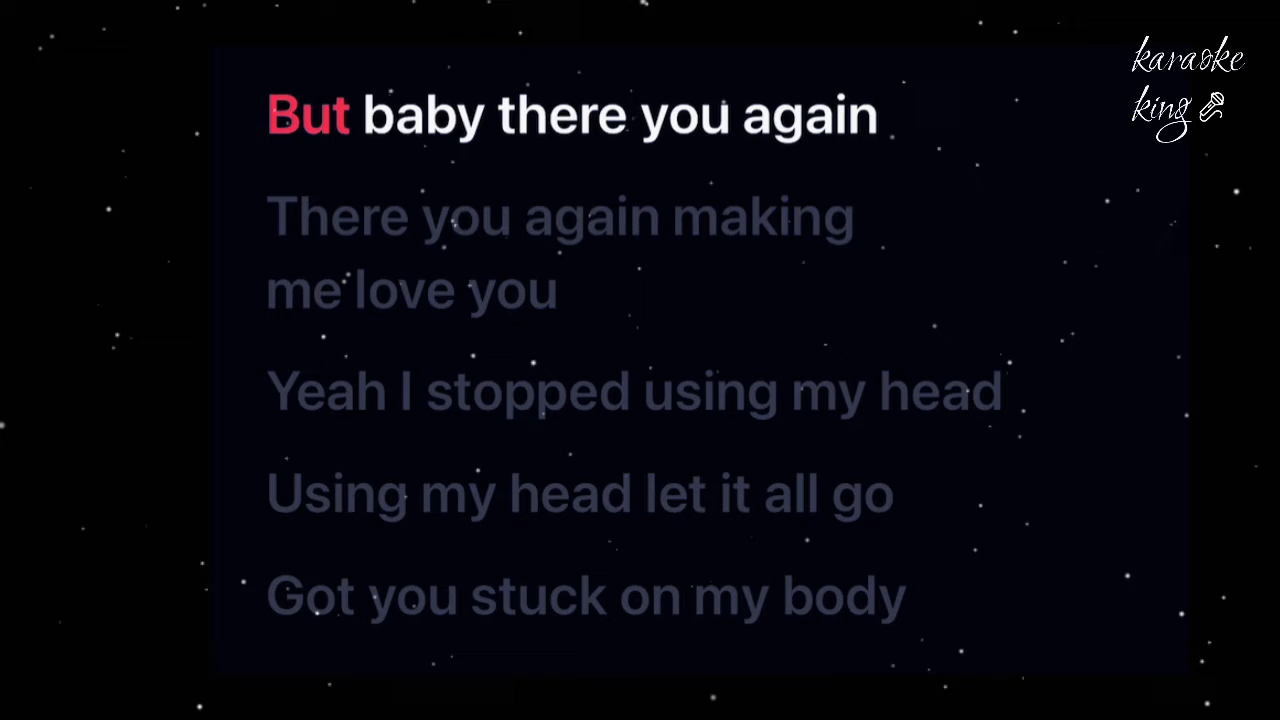 karaoke
king
But baby there you again
There you again making
me love you
Yeah I stopped using my head
Using my head let it all go
Got you stuck on my body